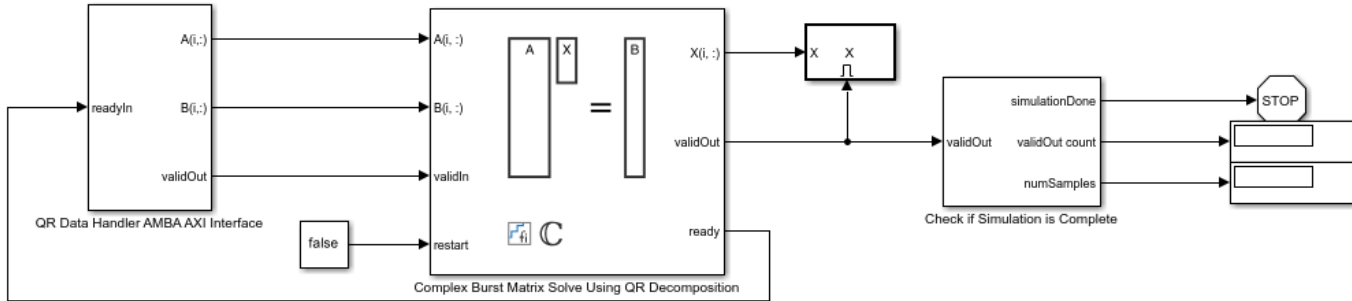 readyIn
A(i,:)
B(i,:)
validOut
QR Data Handler AMBA AXI Interface
false
A(i, :)
B(i, :)
validIn
restart
A
X
=
B
fi
ℂ
X(i, :)
validOut
ready
Complex Burst Matrix Solve Using QR Decomposition
X X
validOut
simulationDone
validOut count
numSamples
Check if Simulation is Complete
STOP